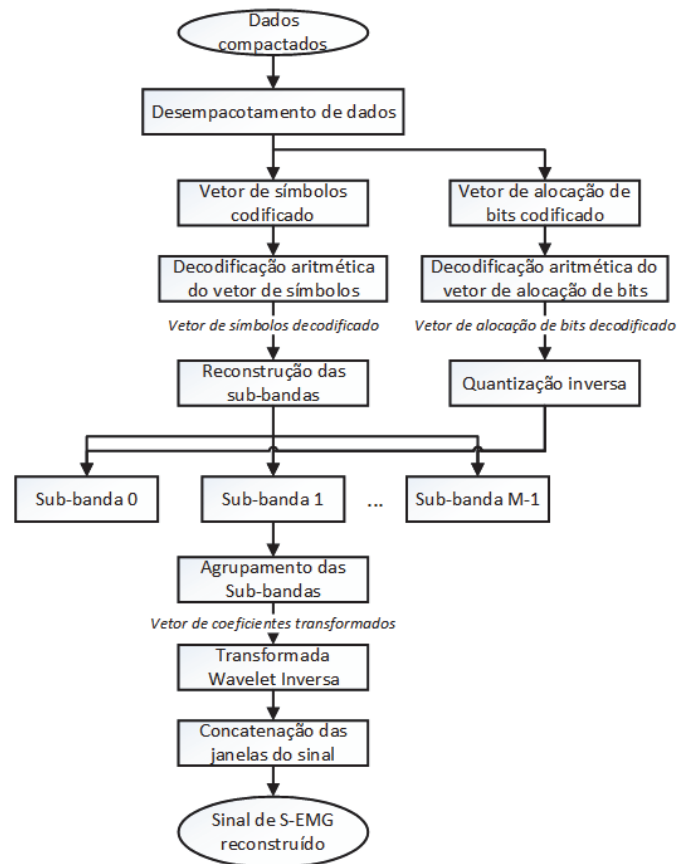 Dados
compactados
Desempacotamento de dados
Vetor de símbolos
codificado
Vetor de alocação de
bits codificado
Decodificação aritmética
do vetor de símbolos
Decodificação aritmética do
vetor de alocação de bits
Vetor de símbolos decodificado
Vetor de alocação de bits decodificado
Reconstrução das
sub-bandas
Quantização inversa
Sub-banda 0
Sub-banda 1
...
Sub-banda M-1
Agrupamento das
Sub-bandas
Vetor de coeficientes transformados
Transformada
Wavelet Inversa
Concatenação das
janelas do sinal
Sinal de S-EMG
reconstruído